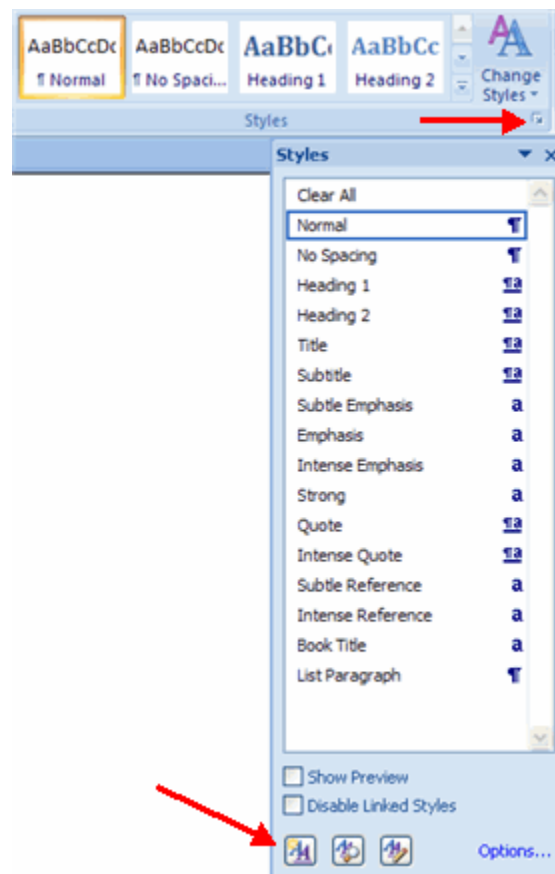 AaBbCcDc AaBbCcDc AaBbC AaBbCc
¶ Normal ¶ No Spaci... Heading 1 Heading 2 Change
Styles
Styles
Styles
Clear All
Normal ¶
No Spacing ¶
Heading 1 ¶a
Heading 2 ¶a
Title ¶a
Subtitle ¶a
Subtle Emphasis a
Emphasis a
Intense Emphasis a
Strong a
Quote ¶a
Intense Quote ¶a
Subtle Reference a
Intense Reference a
Book Title a
List Paragraph ¶
Show Preview
Disable Linked Styles
Options...